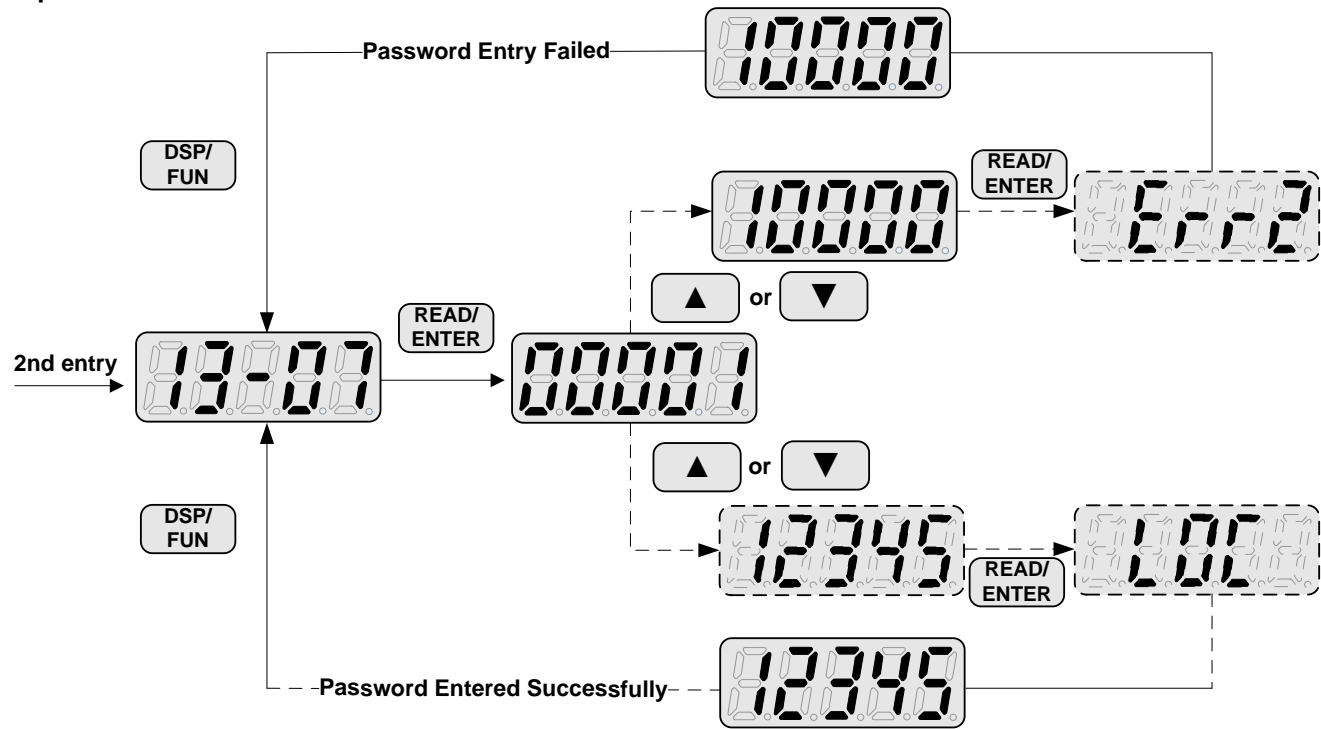 10000
Password Entry Failed
DSP/
FUN
READ/
ENTER
10000
Err2
▲ or ▼
READ/
ENTER
2nd entry
13-07
00001
▲ or ▼
DSP/
FUN
12345
LOC
READ/
ENTER
12345
Password Entered Successfully